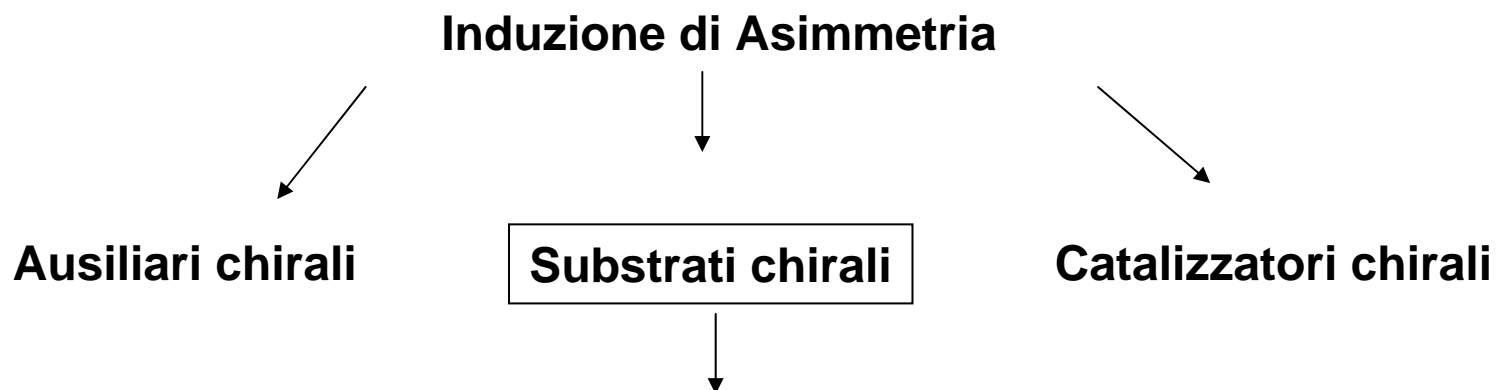 Induzione di Asimmetria
Ausiliari chirali
Substrati chirali
Catalizzatori chirali